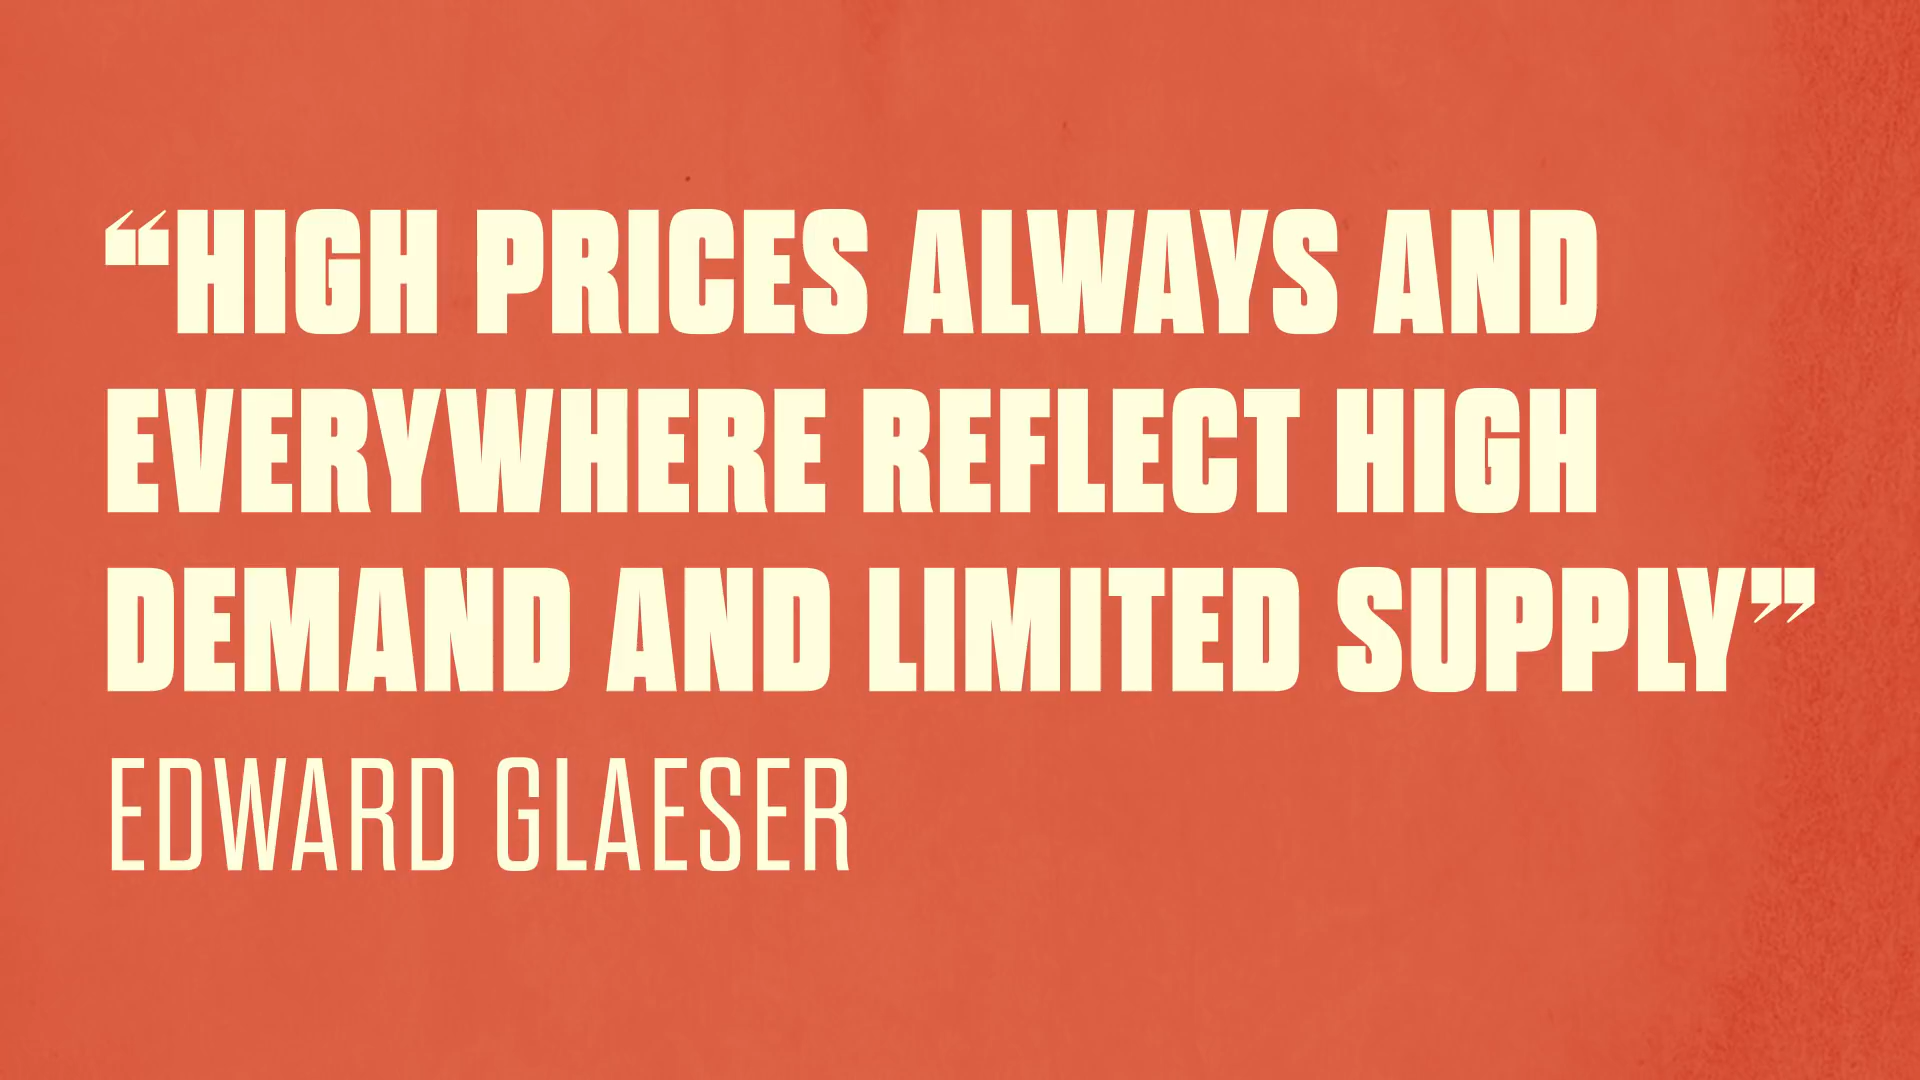 “HIGH PRICES ALWAYS AND
EVERYWHERE REFLECT HIGH
DEMAND AND LIMITED SUPPLY”
EDWARD GLAESER